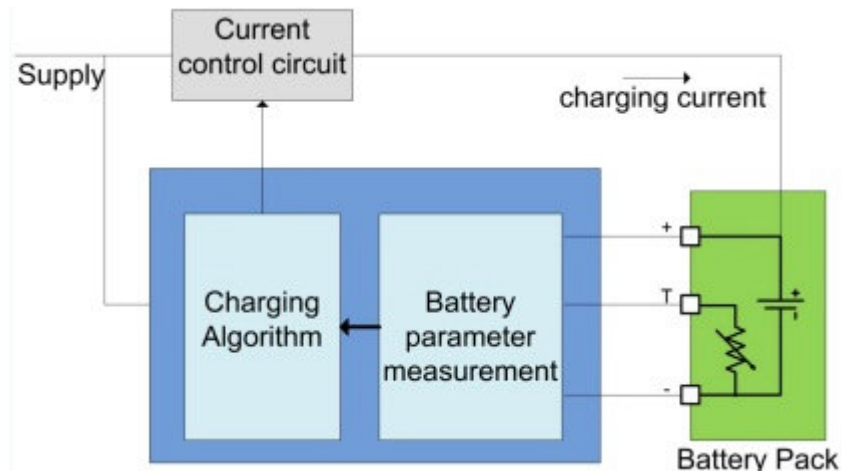 Current
control circuit
Supply
charging current
+
T
-
+
-
Charging
Algorithm
Battery
parameter
measurement
Battery Pack